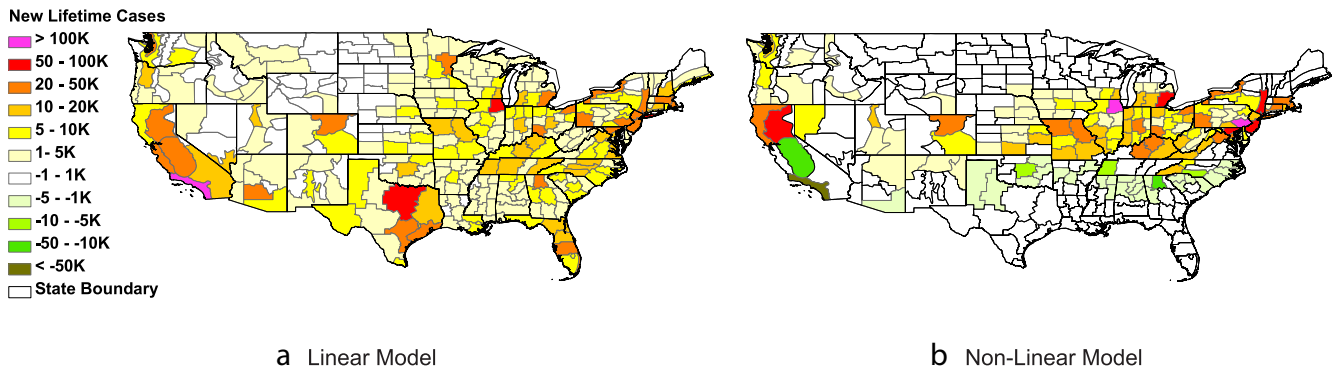 New Lifetime Cases
> 100K
50 - 100K
20 - 50K
10 - 20K
5 - 10K
1- 5K
-1 - 1K
-5 - -1K
-10 - -5K
-50 - -10K
< -50K
State Boundary
a Linear Model
b Non-Linear Model